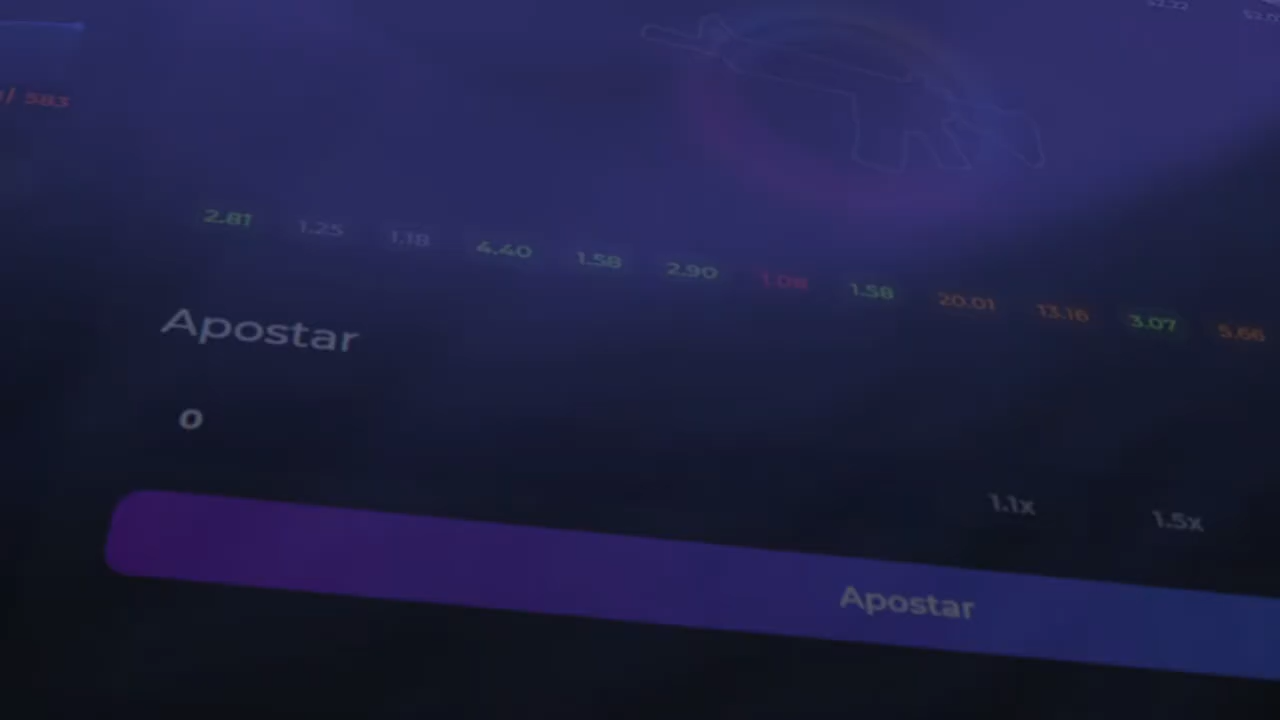 583
2.81 1.25 1.18 4.40 1.58 2.90 1.08 1.58 20.01 13.16 3.07 5.66
Apostar
0
1.1x 1.5x
Apostar